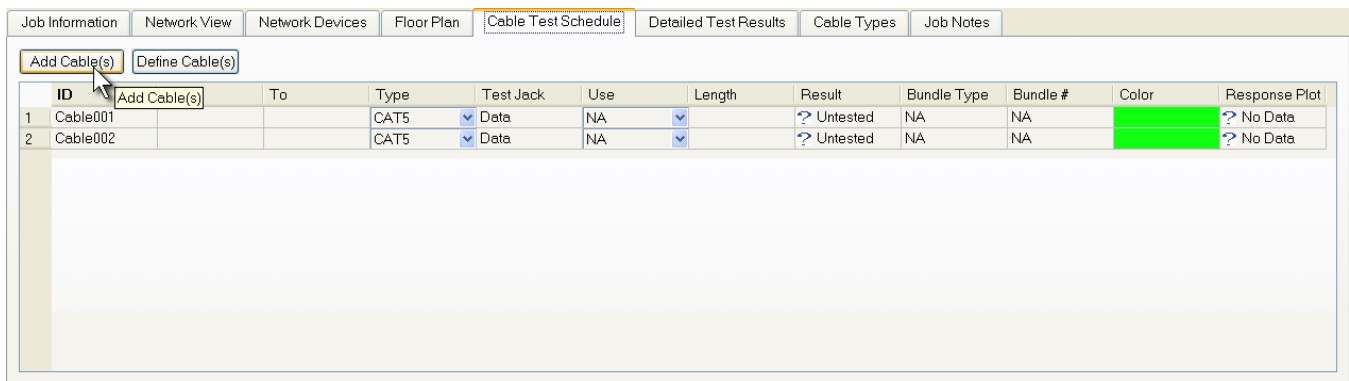 Job Information Network View Network Devices Floor Plan Cable Test Schedule Detailed Test Results Cable Types Job Notes
Add Cable(s) Define Cable(s)
ID To Type Test Jack Use Length Result Bundle Type Bundle # Color Response Plot
Add Cable(s)
1 Cable001 CAT5 Data NA ? Untested NA NA ? No Data
2 Cable002 CAT5 Data NA ? Untested NA NA ? No Data